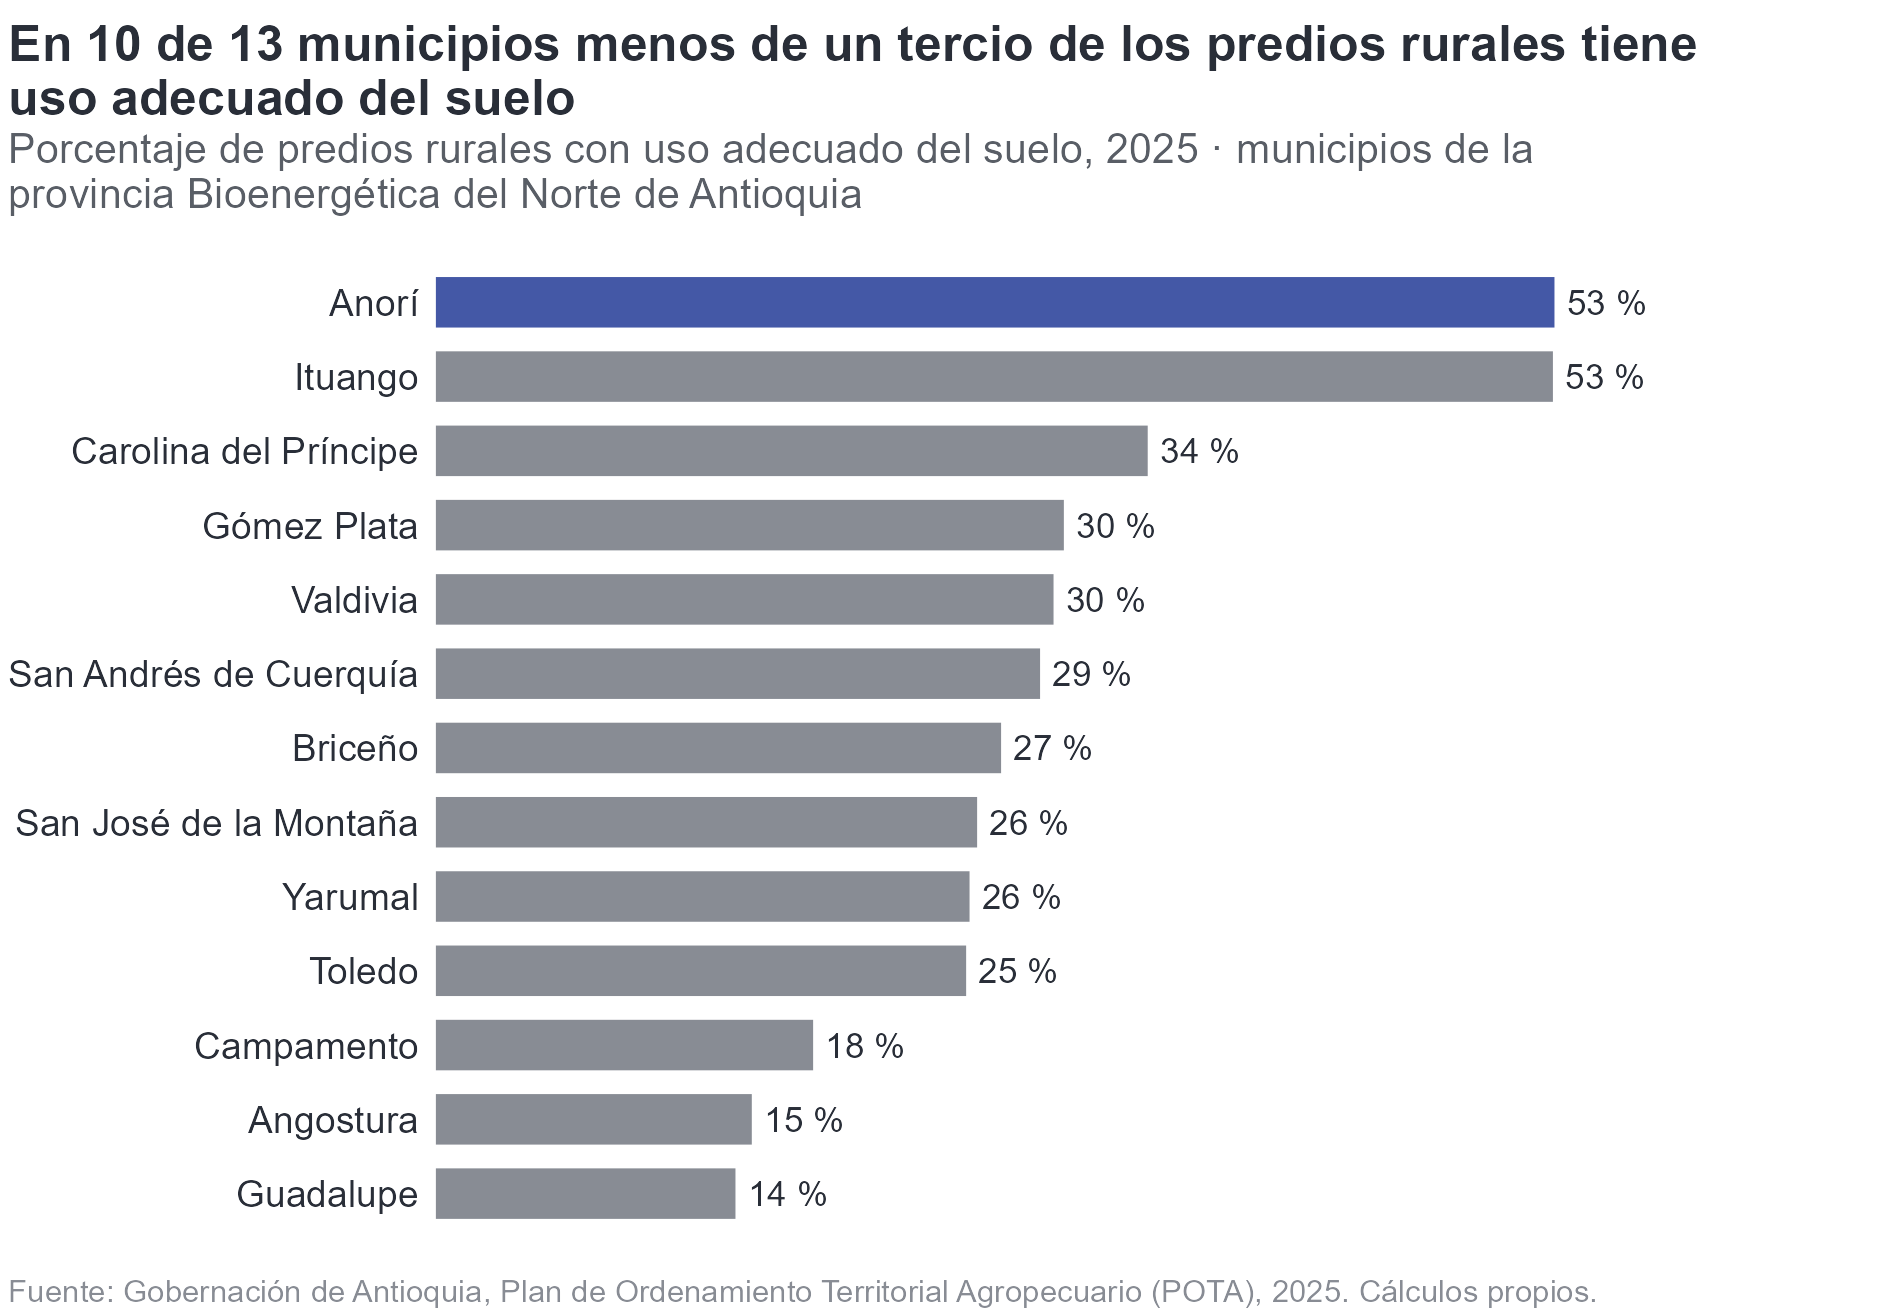 En 10 de 13 municipios menos de un tercio de los predios rurales tiene
uso adecuado del suelo
Porcentaje de predios rurales con uso adecuado del suelo, 2025 · municipios de la
provincia Bioenergética del Norte de Antioquia
Anorí 53 %
Ituango 53 %
Carolina del Príncipe 34 %
Gómez Plata 30 %
Valdivia 30 %
San Andrés de Cuerquía 29 %
Briceño 27 %
San José de la Montaña 26 %
Yarumal 26 %
Toledo 25 %
Campamento 18 %
Angostura 15 %
Guadalupe 14 %
Fuente: Gobernación de Antioquia, Plan de Ordenamiento Territorial Agropecuario (POTA), 2025. Cálculos propios.